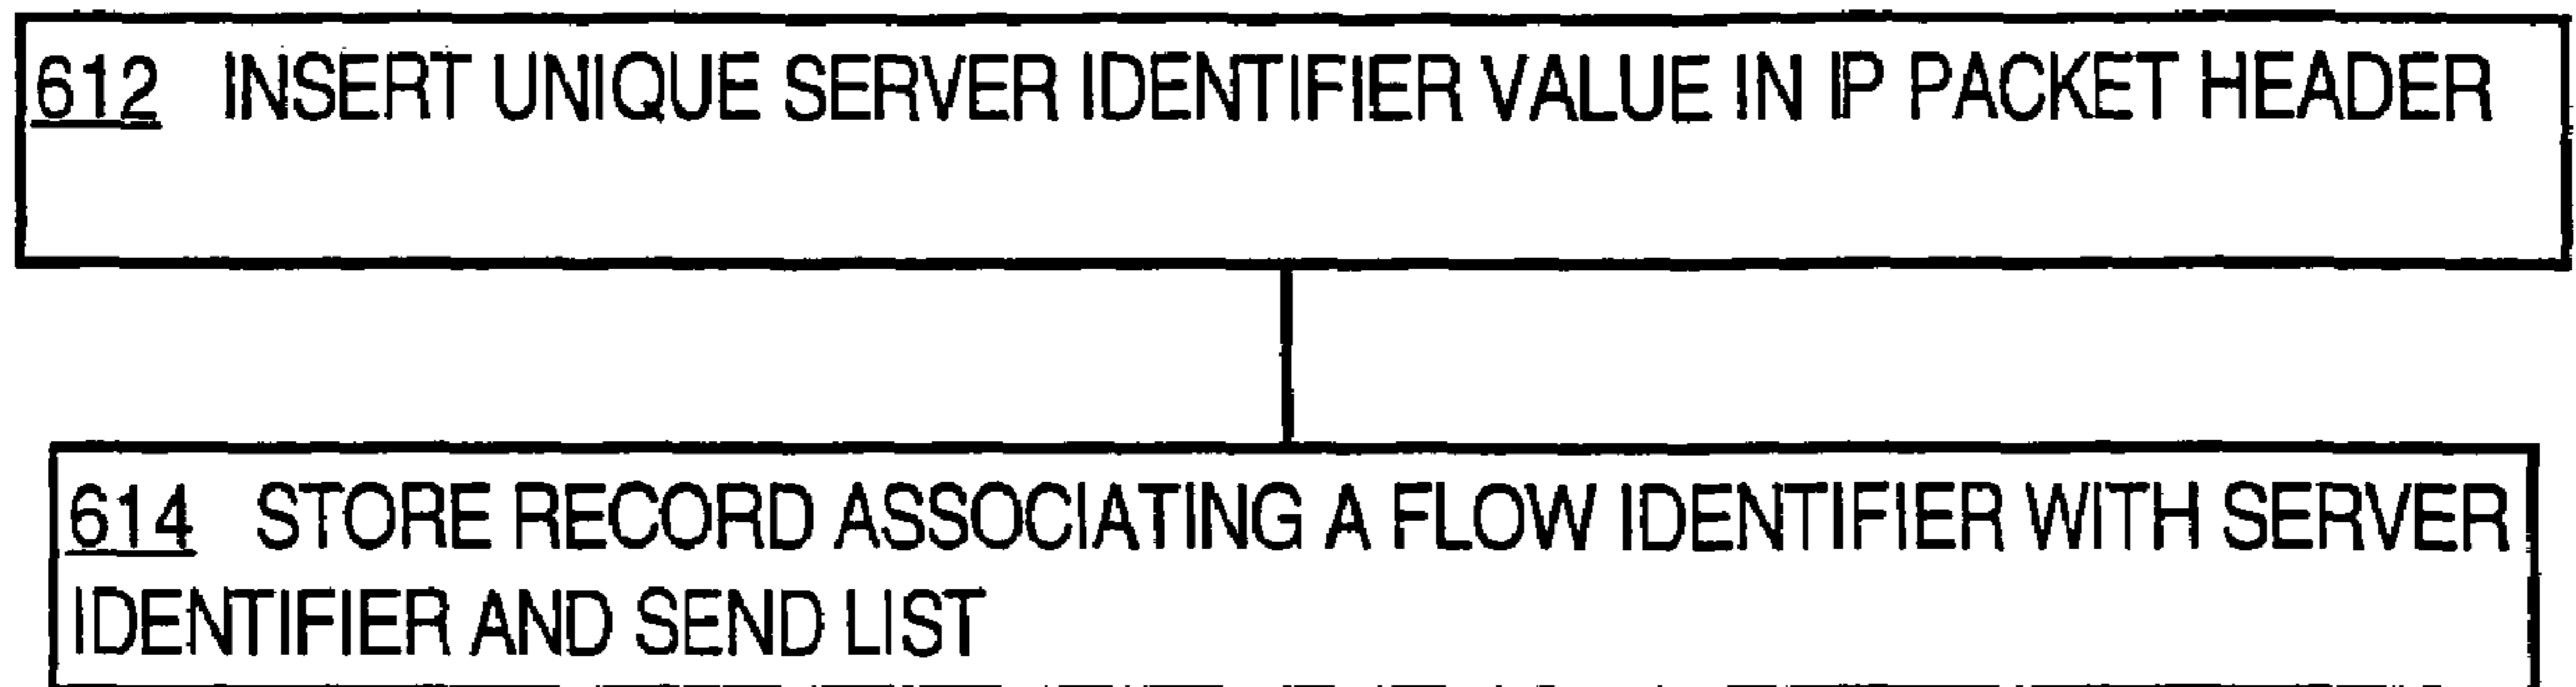 612 INSERT UNIQUE SERVER IDENTIFIER VALUE IN IP PACKET HEADER
614 STORE RECORD ASSOCIATING A FLOW IDENTIFIER WITH SERVER
IDENTIFIER AND SEND LIST